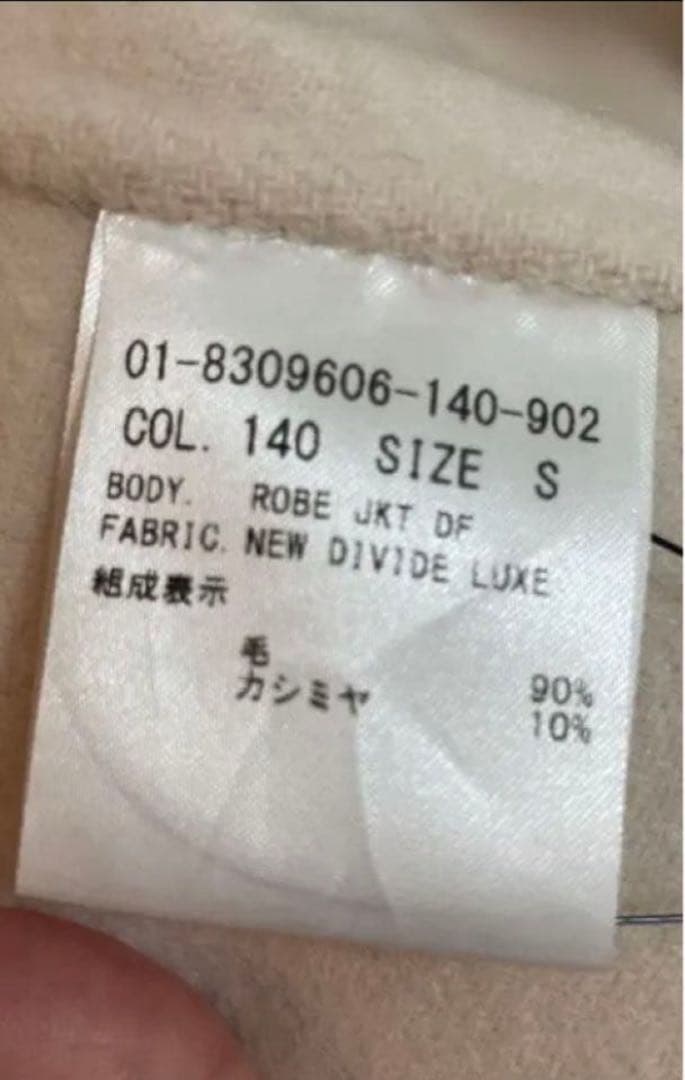 01-8309606-140-902
COL. 140 SIZE S
BODY. ROBE JKT DF
FABRIC. NEW DIVIDE LUXE
組成表示
毛 90%
カシミヤ 10%